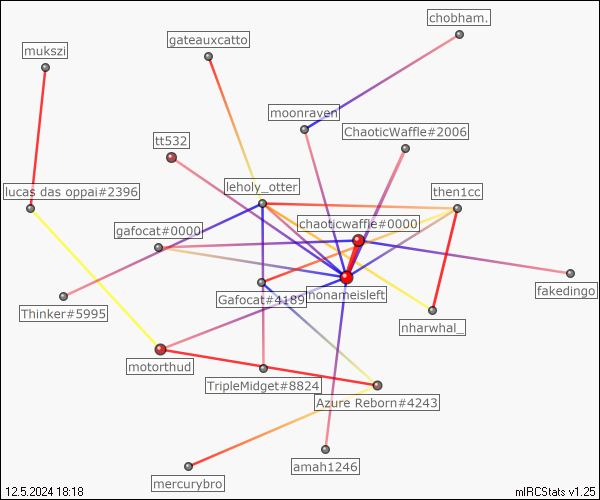 chobham.
gateauxcatto
mukszi
moonraven
ChaoticWaffle#2006
tt532
lucas das oppai#2396
leholy_otter
then1cc
chaoticwaffle#0000
gafocat#0000
fakedingo
nonameisleft
Gafocat#4189
Thinker#5995
nharwhal_
motorthud
TripleMidget#8824
Azure Reborn#4243
amah1246
mercurybro
12.5.2024 18:18
mIRCStats v1.25